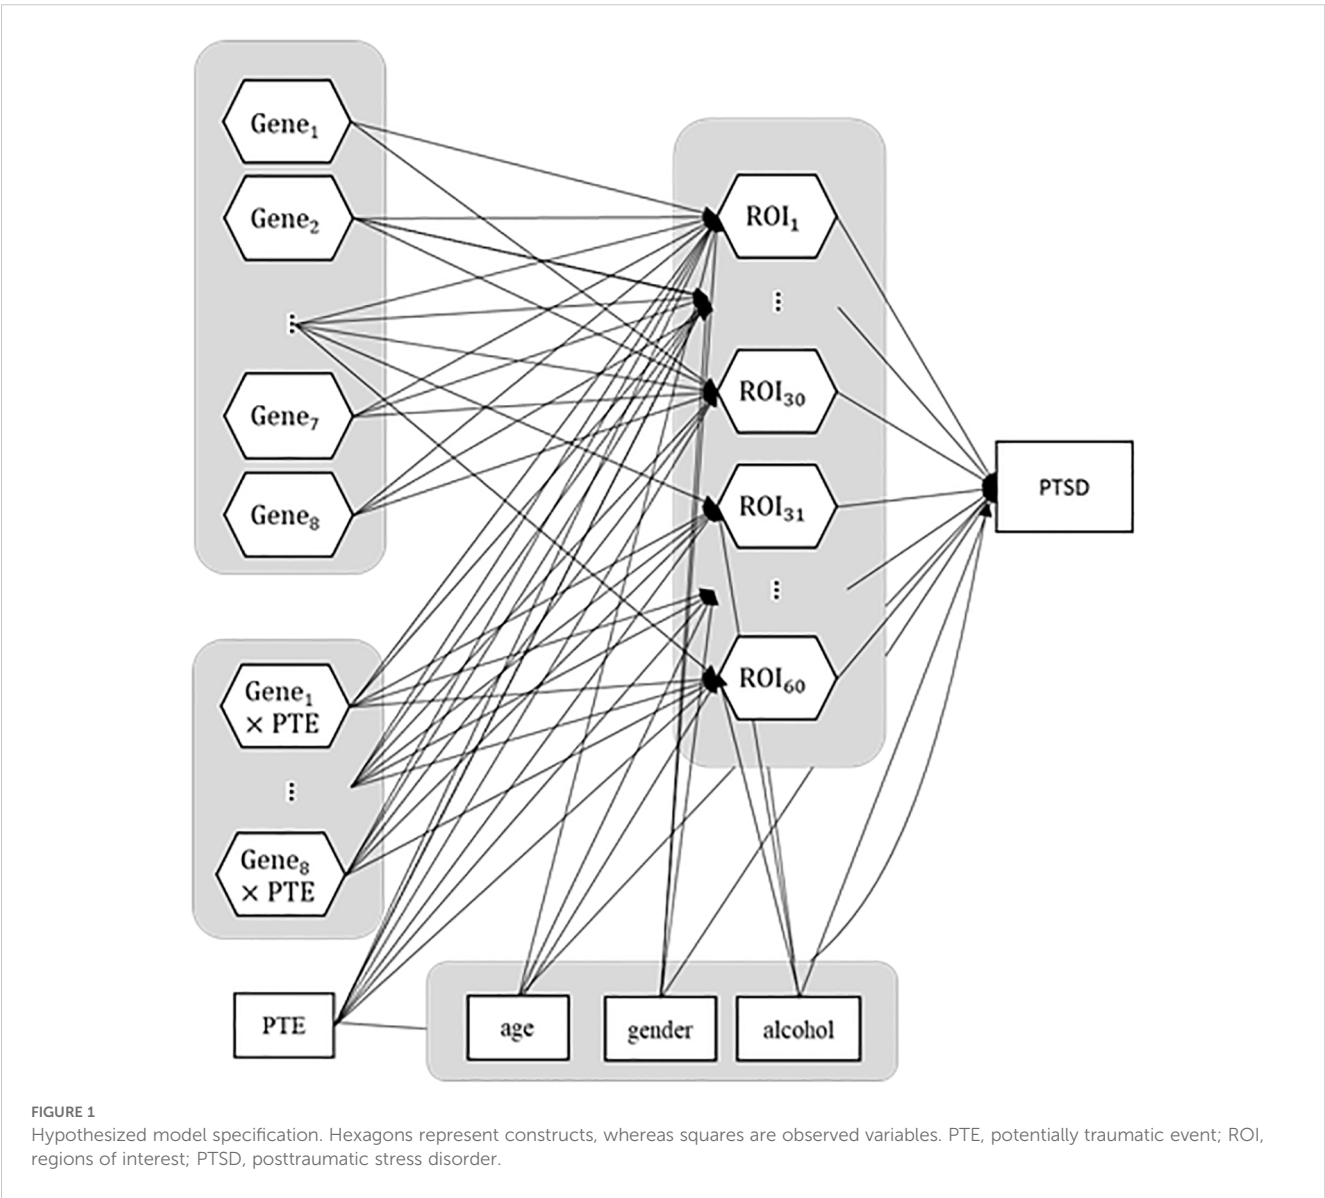 Gene₁
Gene₂
⋮
Gene₇
Gene₈
Gene₁
× PTE
⋮
Gene₈
× PTE
PTE
age
gender
alcohol
ROI₁
⋮
ROI₃₀
ROI₃₁
⋮
ROI₆₀
PTSD
FIGURE 1
Hypothesized model specification. Hexagons represent constructs, whereas squares are observed variables. PTE, potentially traumatic event; ROI,
regions of interest; PTSD, posttraumatic stress disorder.